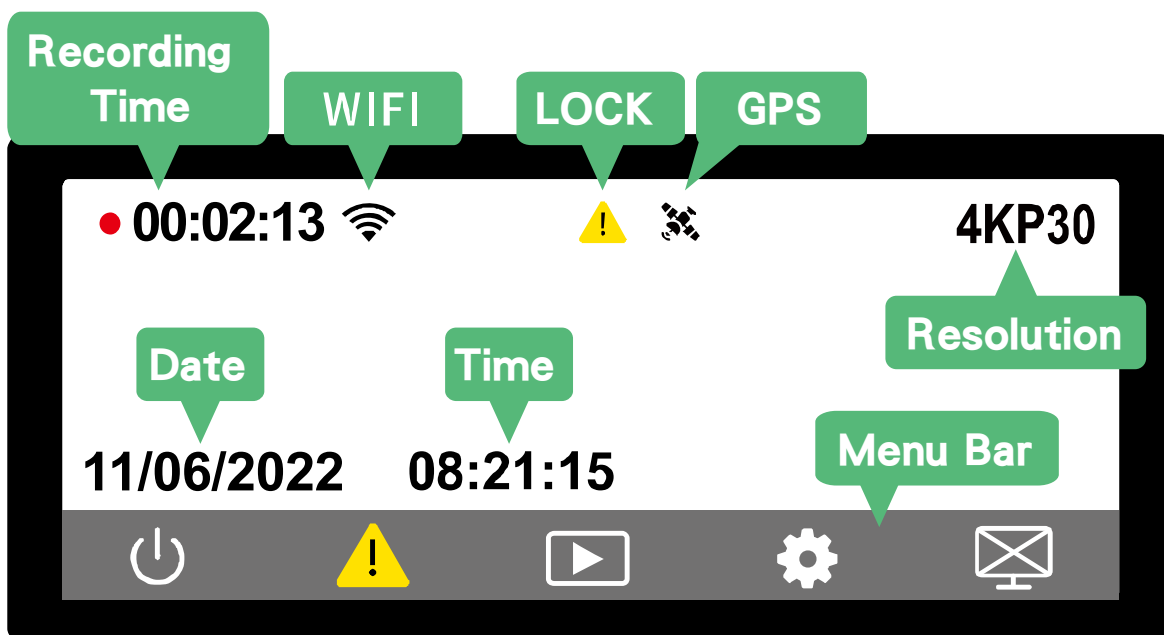 Recording
Time
WIFI
LOCK
GPS
00:02:13
4KP30
Resolution
Date
Time
11/06/2022
08:21:15
Menu Bar